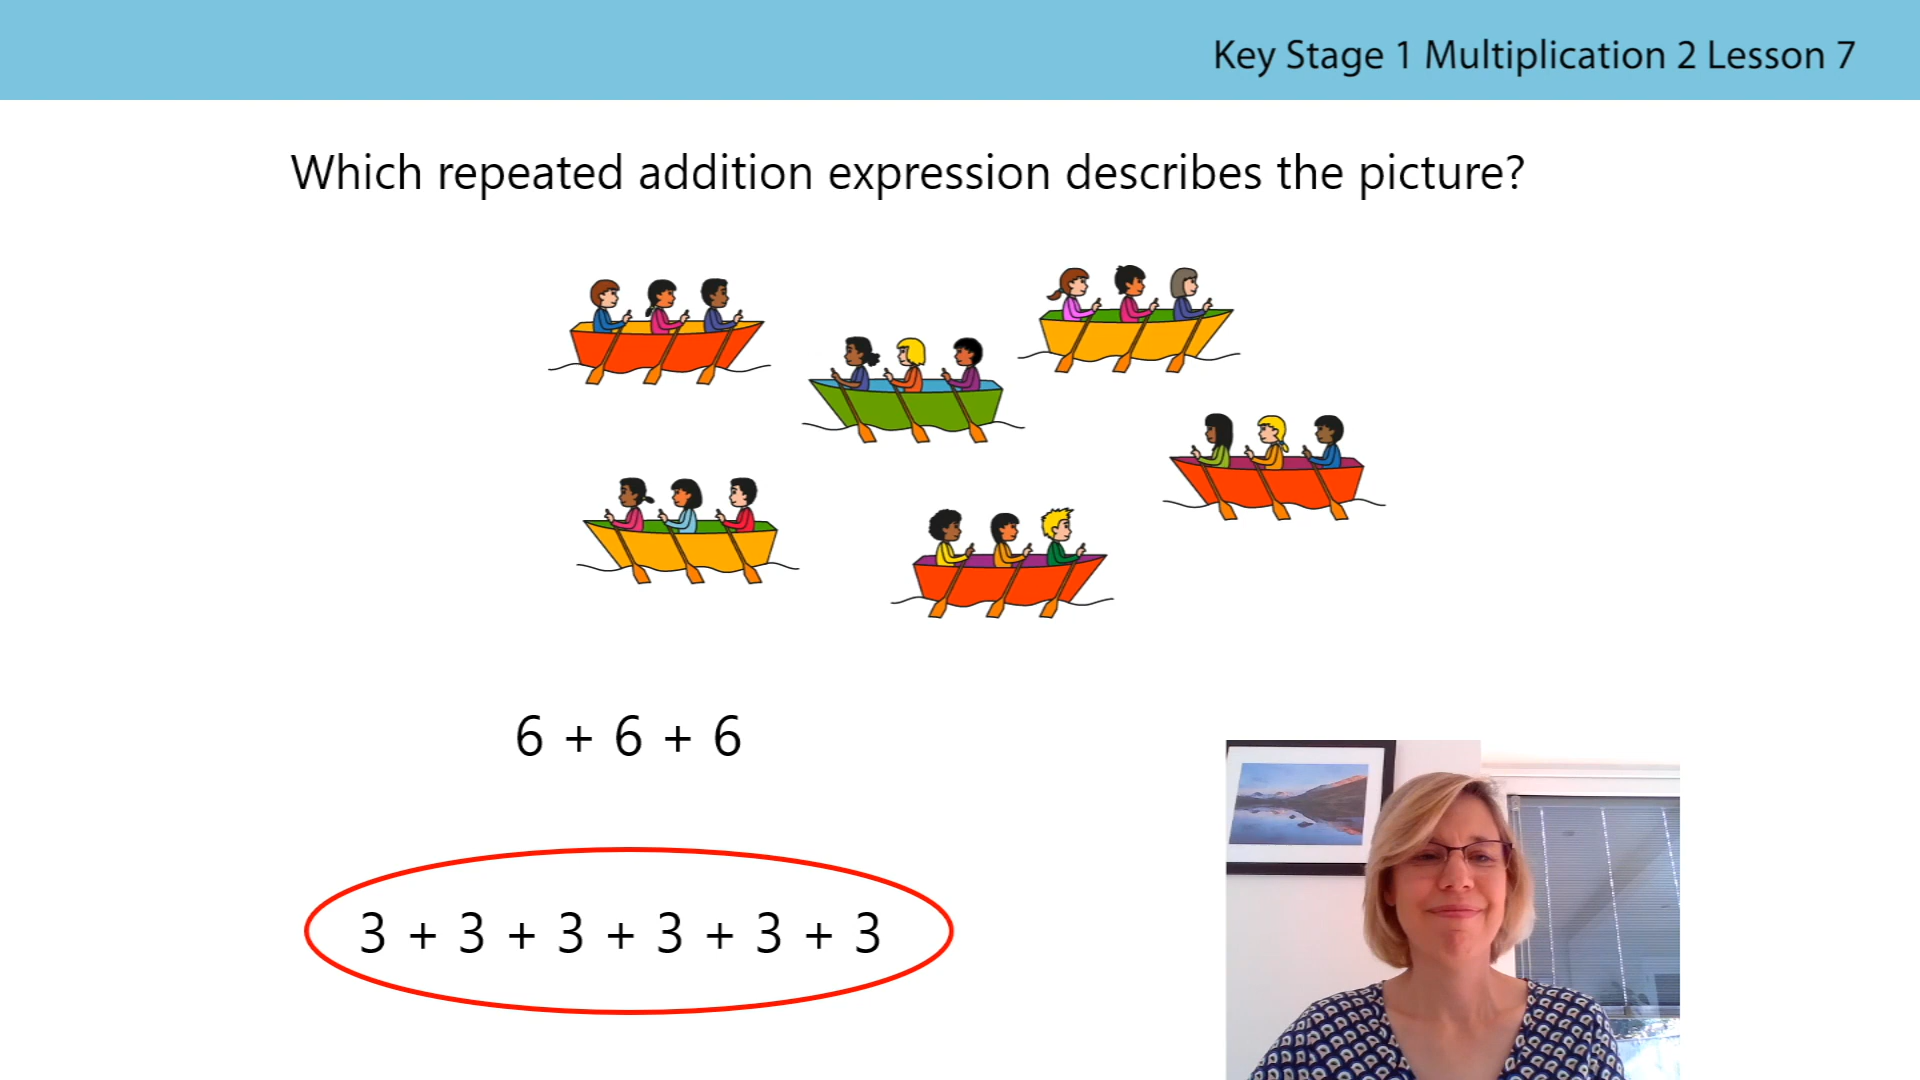 Key Stage 1 Multiplication 2 Lesson 7
Which repeated addition expression describes the picture?
6 + 6 + 6
3 + 3 + 3 + 3 + 3 + 3